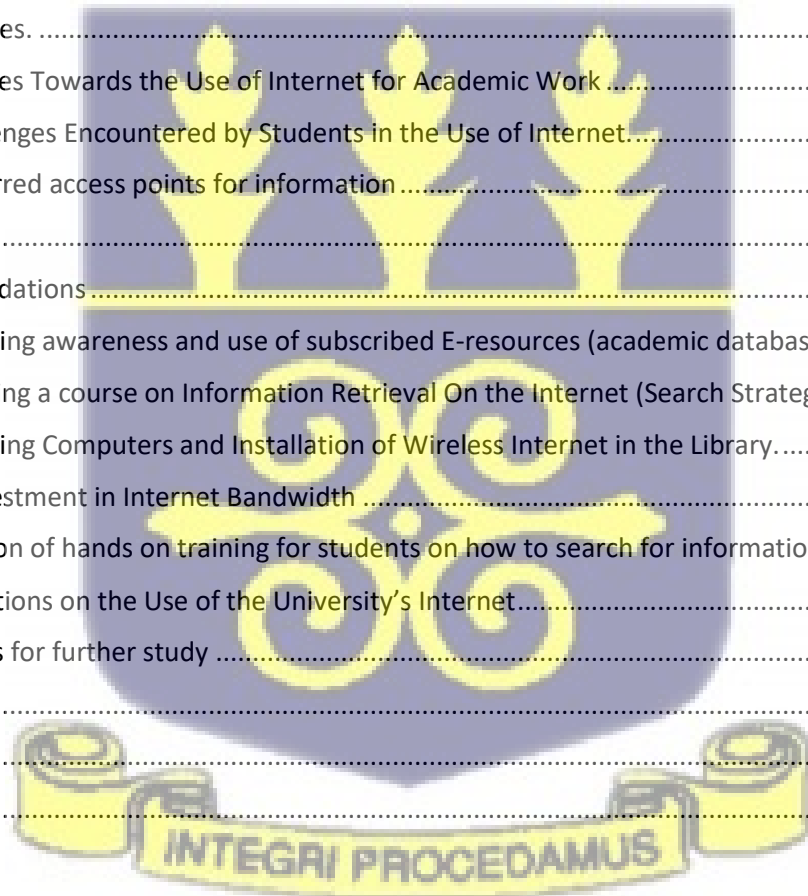 es. ....................................................................................................
es Towards the Use of Internet for Academic Work ....................................
enges Encountered by Students in the Use of Internet. ................................
rred access points for information ....................................................
....................................................................................................
dations ....................................................................................................
ing awareness and use of subscribed E-resources (academic databas
ing a course on Information Retrieval On the Internet (Search Strateg
ing Computers and Installation of Wireless Internet in the Library. .....
estment in Internet Bandwidth ....................................................
on of hands on training for students on how to search for informatio
tions on the Use of the University's Internet ........................................
s for further study ....................................................................................
....................................................................................................
....................................................................................................
....................................................................................................
INTEGRI PROCEDAMUS